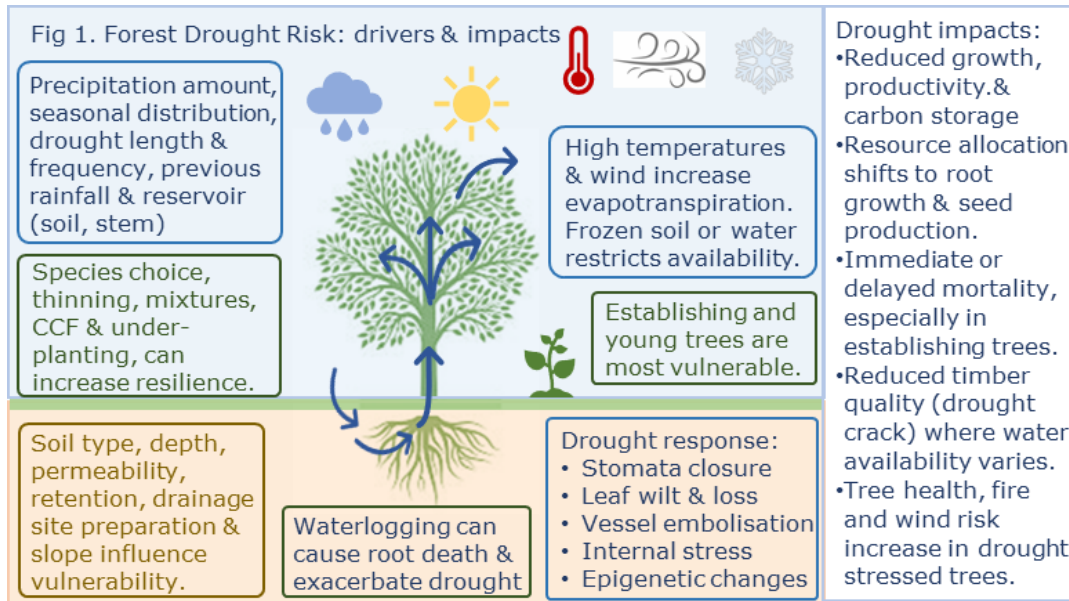 Fig 1. Forest Drought Risk: drivers & impacts
Precipitation amount,
seasonal distribution,
drought length &
frequency, previous
rainfall & reservoir
(soil, stem)
High temperatures
& wind increase
evapotranspiration.
Frozen soil or water
restricts availability.
Species choice,
thinning, mixtures,
CCF & under-
planting, can
increase resilience.
Establishing and
young trees are
most vulnerable.
Soil type, depth,
permeability,
retention, drainage
site preparation &
slope influence
vulnerability.
Waterlogging can
cause root death &
exacerbate drought
Drought response:
• Stomata closure
• Leaf wilt & loss
• Vessel embolisation
• Internal stress
• Epigenetic changes
Drought impacts:
•Reduced growth,
productivity.&
carbon storage
•Resource allocation
shifts to root
growth & seed
production.
•Immediate or
delayed mortality,
especially in
establishing trees.
•Reduced timber
quality (drought
crack) where water
availability varies.
•Tree health, fire
and wind risk
increase in drought
stressed trees.